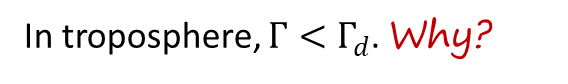 In troposphere, Γ < Γ_d. Why?